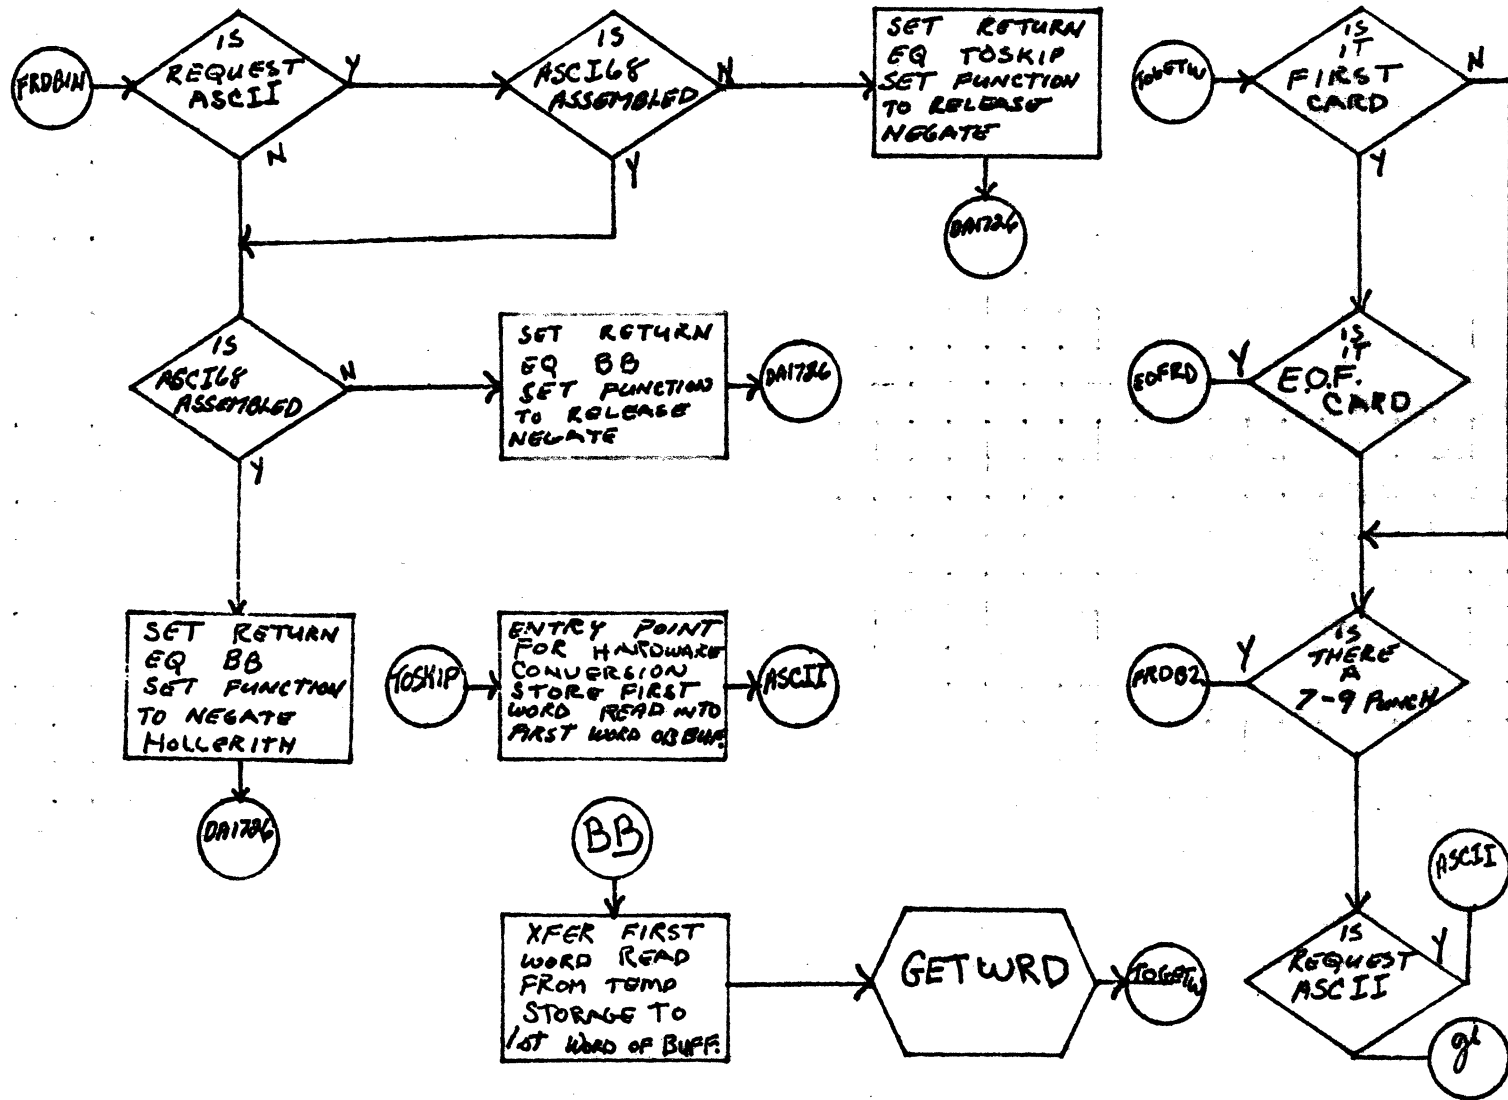 FRDBIN
IS
REQUEST
ASCII
Y
N
IS
ASCI68
ASSEMBLED
N
Y
SET RETURN
EQ TOSKIP
SET FUNCTION
TO RELEASE
NEGATE
DA1726
IS
ASCI68
ASSEMBLED
N
Y
SET RETURN
EQ BB
SET FUNCTION
TO RELEASE
NEGATE
DA1726
SET RETURN
EQ BB
SET FUNCTION
TO NEGATE
HOLLERITH
DA1726
TOSKIP
ENTRY POINT
FOR HARDWARE
CONVERSION
STORE FIRST
WORD READ INTO
FIRST WORD OB BUF.
ASCII
BB
XFER FIRST
WORD READ
FROM TEMP
STORAGE TO
1ST WORD OF BUFF.
GETWRD
TOGETW
TOGETW
IS
IT
FIRST
CARD
N
Y
IS
IT
E.O.F.
CARD
Y
EOFRD
IS
THERE
A
7-9 PUNCH
Y
FRDB2
IS
REQUEST
ASCII
Y
ASCII